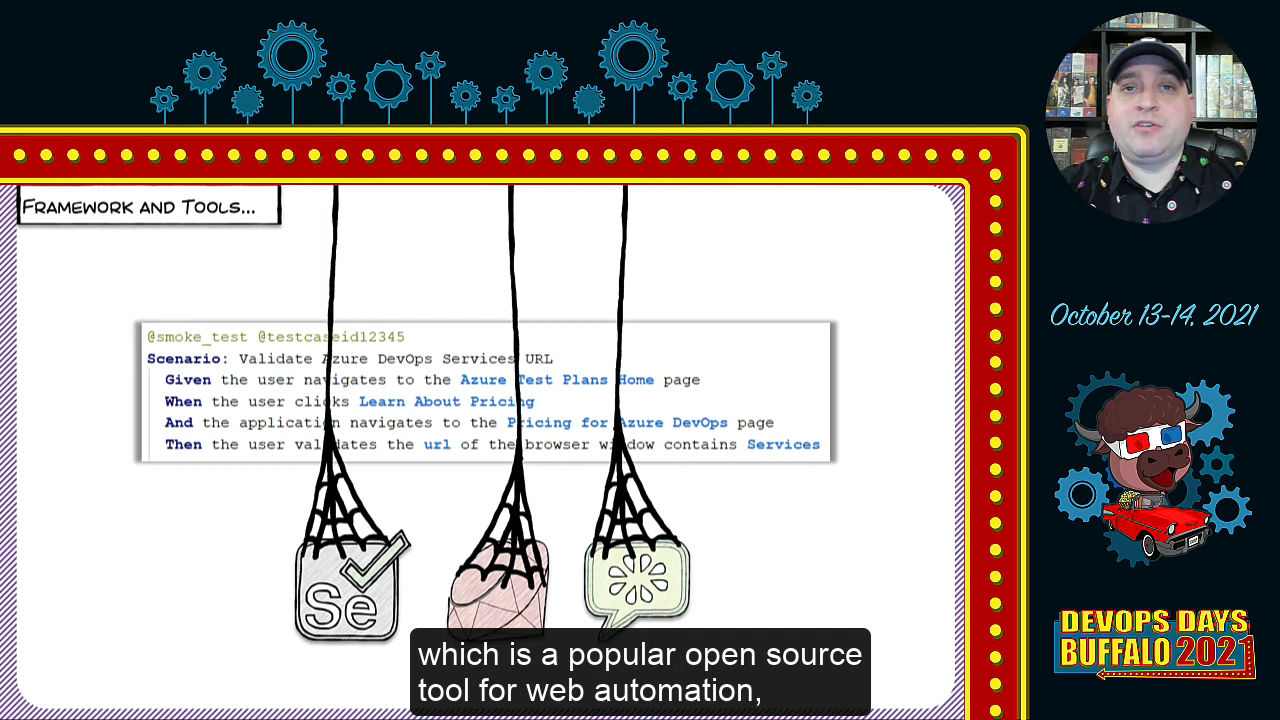 FRAMEWORK AND TOOLS...
@smoke_test @testcaseid12345
Scenario: Validate Azure DevOps Services URL
Given the user navigates to the Azure Test Plans Home page
When the user clicks Learn About Pricing
And the application navigates to the Pricing for Azure DevOps page
Then the user validates the url of the browser window contains Services
Se
which is a popular open source
tool for web automation,
October 13-14, 2021
DEVOPS DAYS
BUFFALO 2021